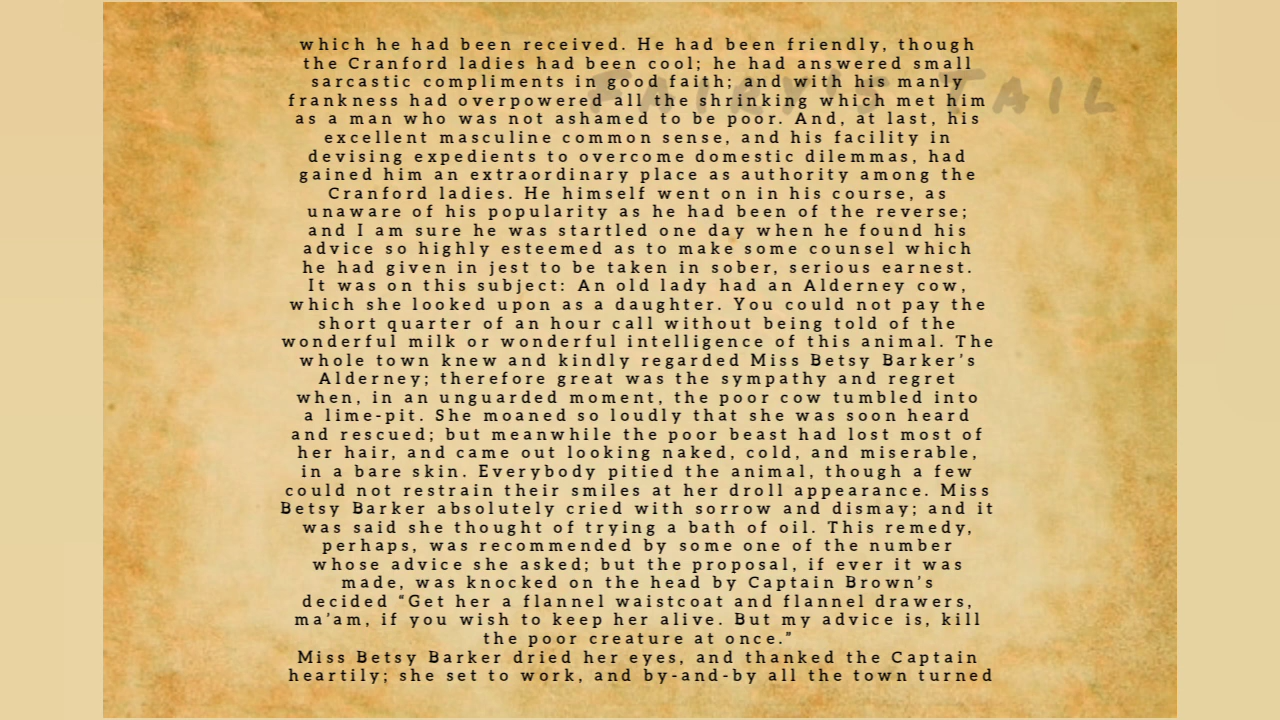 FAIRY'S TAIL
which he had been received. He had been friendly, though
the Cranford ladies had been cool; he had answered small
sarcastic compliments in good faith; and with his manly
frankness had overpowered all the shrinking which met him
as a man who was not ashamed to be poor. And, at last, his
excellent masculine common sense, and his facility in
devising expedients to overcome domestic dilemmas, had
gained him an extraordinary place as authority among the
Cranford ladies. He himself went on in his course, as
unaware of his popularity as he had been of the reverse;
and I am sure he was startled one day when he found his
advice so highly esteemed as to make some counsel which
he had given in jest to be taken in sober, serious earnest.
It was on this subject: An old lady had an Alderney cow,
which she looked upon as a daughter. You could not pay the
short quarter of an hour call without being told of the
wonderful milk or wonderful intelligence of this animal. The
whole town knew and kindly regarded Miss Betsy Barker’s
Alderney; therefore great was the sympathy and regret
when, in an unguarded moment, the poor cow tumbled into
a lime-pit. She moaned so loudly that she was soon heard
and rescued; but meanwhile the poor beast had lost most of
her hair, and came out looking naked, cold, and miserable,
in a bare skin. Everybody pitied the animal, though a few
could not restrain their smiles at her droll appearance. Miss
Betsy Barker absolutely cried with sorrow and dismay; and it
was said she thought of trying a bath of oil. This remedy,
perhaps, was recommended by some one of the number
whose advice she asked; but the proposal, if ever it was
made, was knocked on the head by Captain Brown’s
decided “Get her a flannel waistcoat and flannel drawers,
ma’am, if you wish to keep her alive. But my advice is, kill
the poor creature at once.”
Miss Betsy Barker dried her eyes, and thanked the Captain
heartily; she set to work, and by-and-by all the town turned